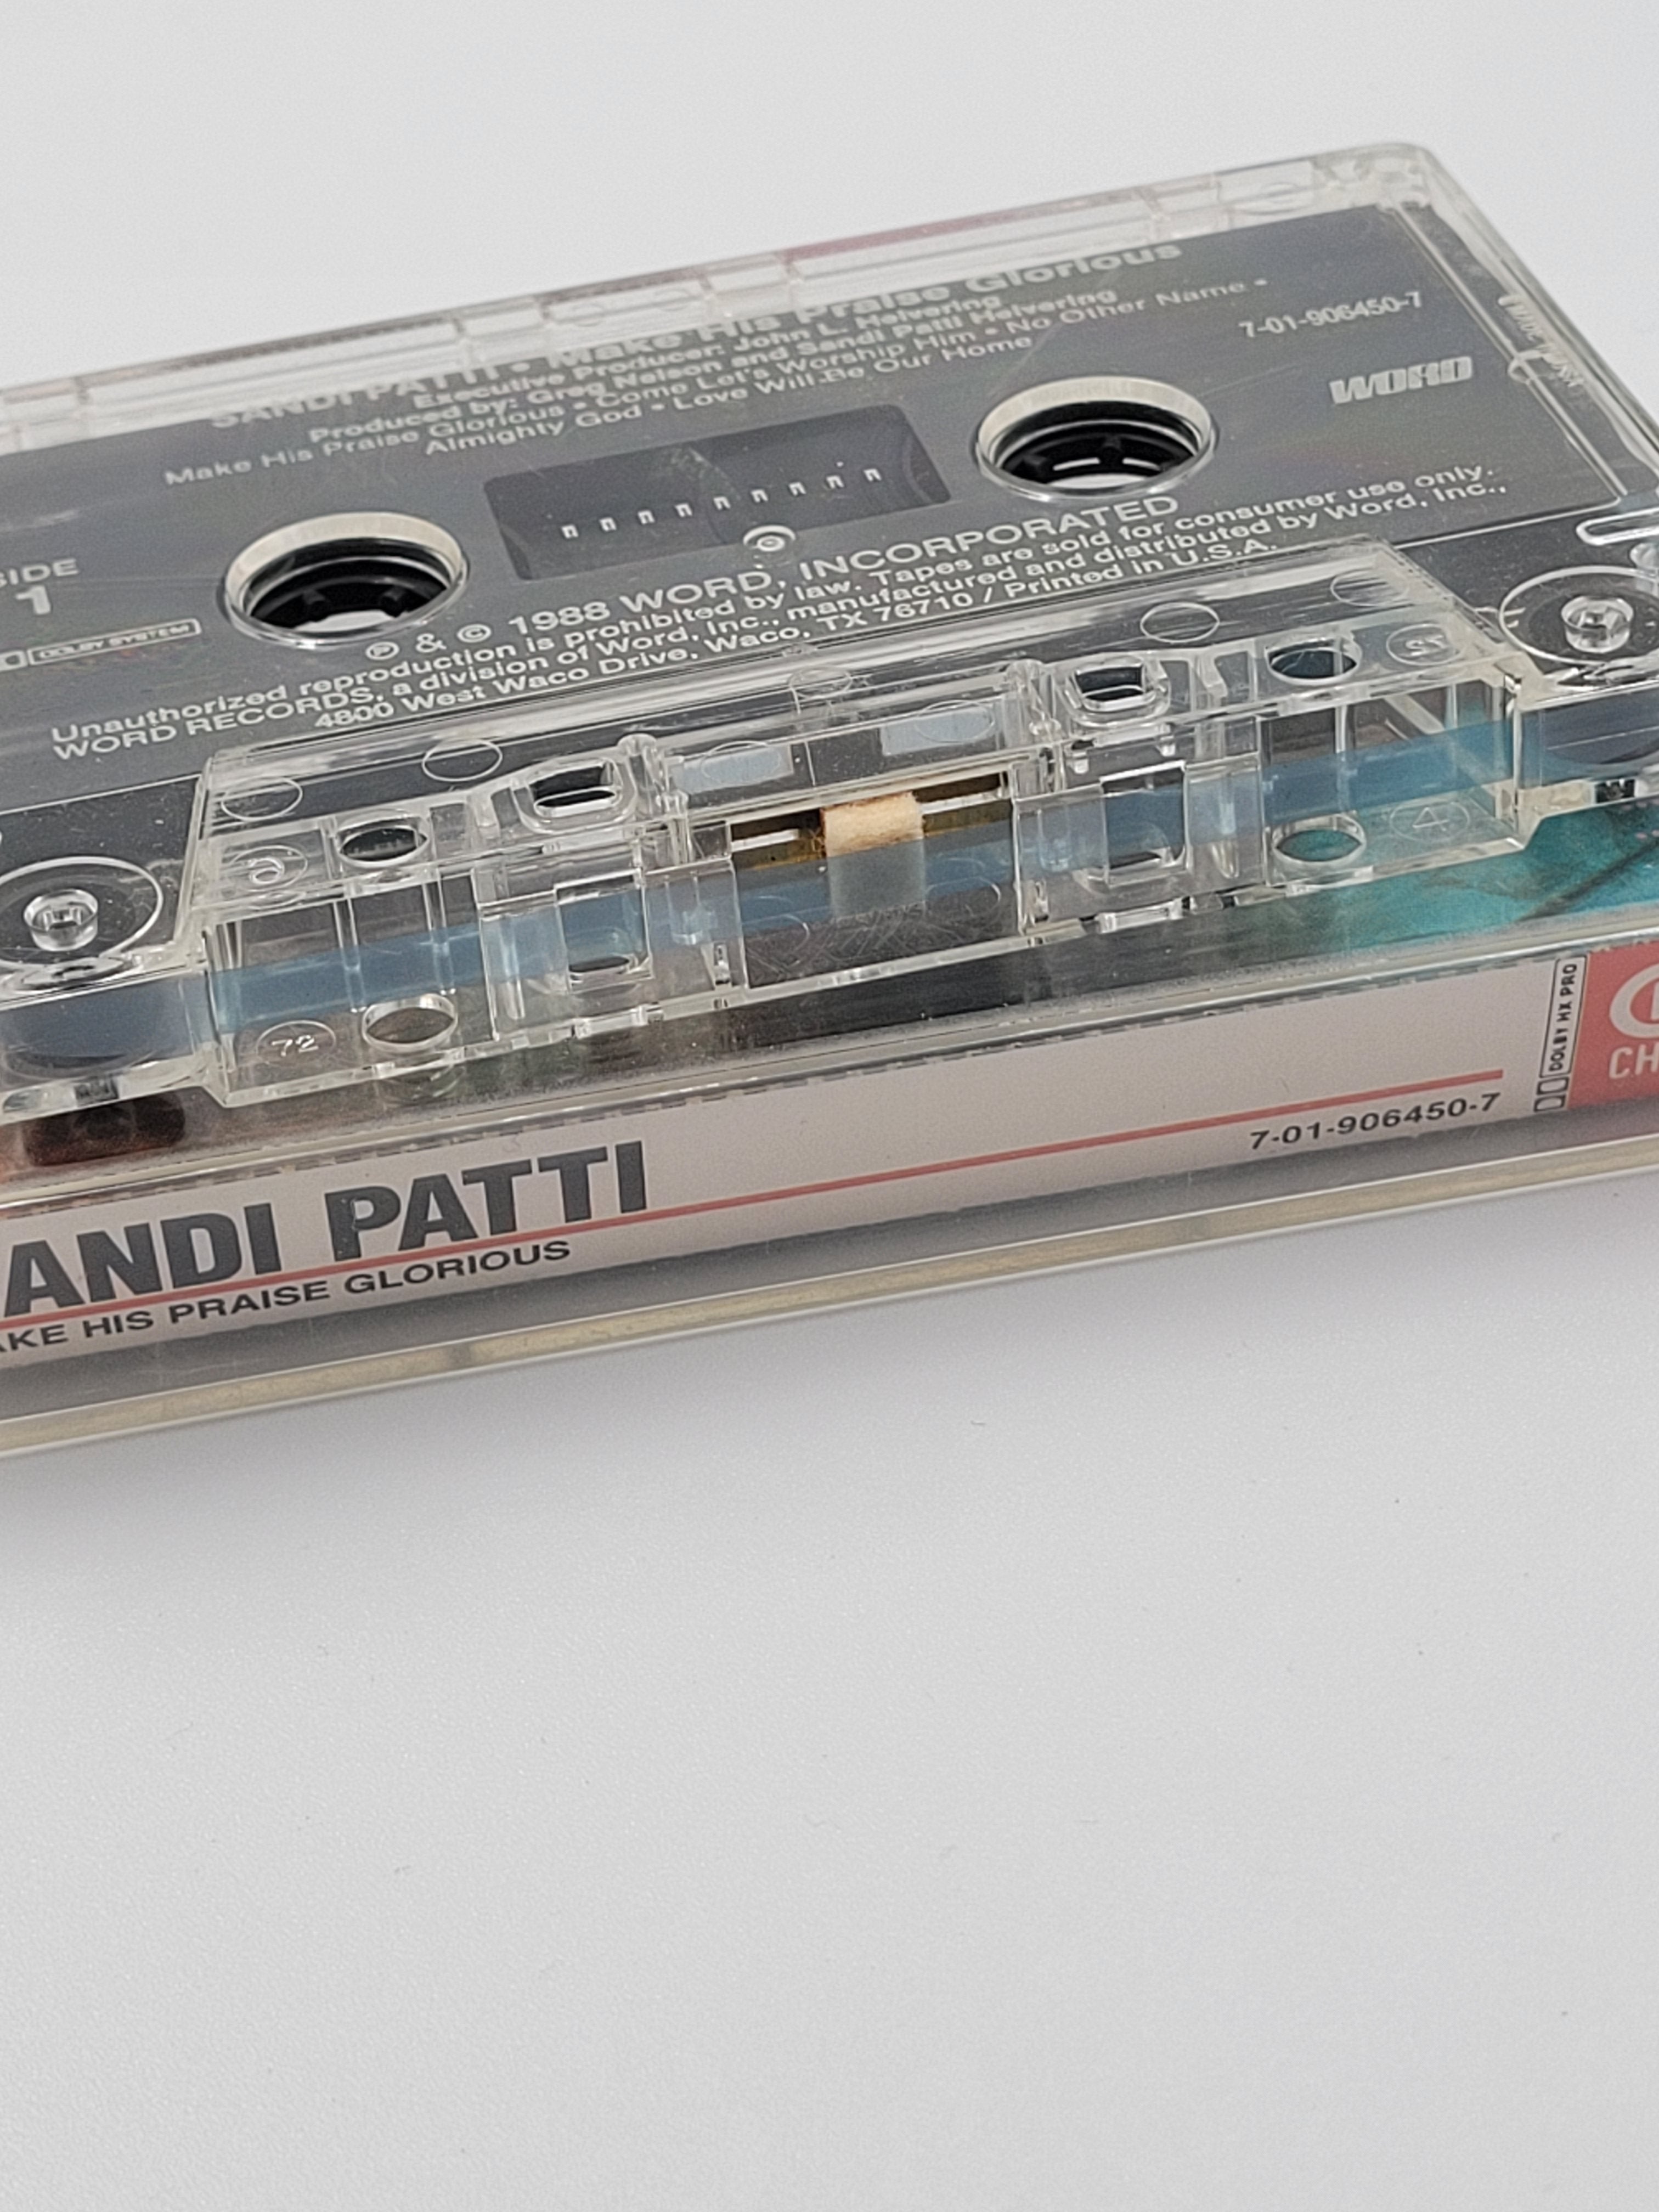 SANDI PATTI • Make His Praise Glorious
Executive Producer: John L. Helvering
Produced by: Greg Nelson and Sandi Patti Helvering
Make His Praise Glorious • Come Let's Worship Him • No Other Name •
Almighty God • Love Will Be Our Home
7-01-906450-7
WORD
SIDE
1
DOLBY SYSTEM
℗ & © 1988 WORD, INCORPORATED
Unauthorized reproduction is prohibited by law. Tapes are sold for consumer use only.
WORD RECORDS, a division of Word, Inc., manufactured and distributed by Word, Inc.,
4800 West Waco Drive, Waco, TX 76710 / Printed in U.S.A.
72
4
ANDI PATTI
AKE HIS PRAISE GLORIOUS
7-01-906450-7
DOLBY HX PRO
CH